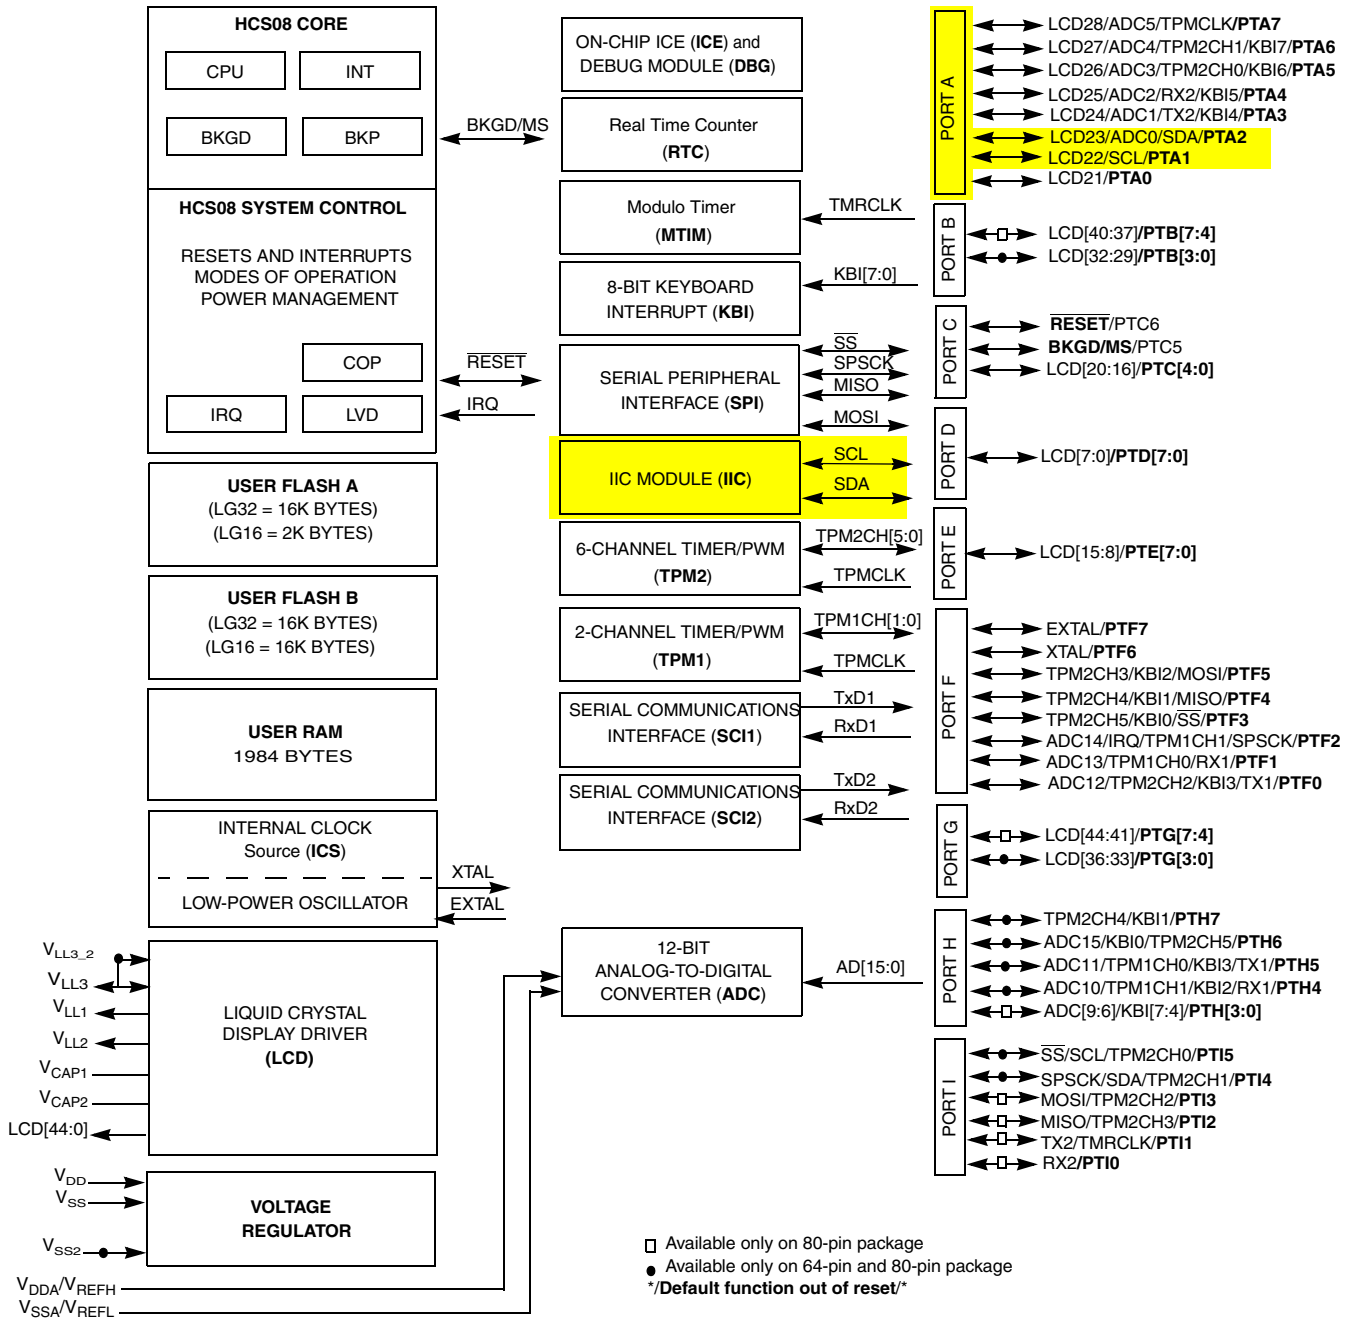 HCS08 CORE
CPU
INT
BKGD
BKP
HCS08 SYSTEM CONTROL
RESETS AND INTERRUPTS
MODES OF OPERATION
POWER MANAGEMENT
COP
IRQ
LVD
BKGD/MS
RESET
IRQ
USER FLASH A
(LG32 = 16K BYTES)
(LG16 = 2K BYTES)
USER FLASH B
(LG32 = 16K BYTES)
(LG16 = 16K BYTES)
USER RAM
1984 BYTES
INTERNAL CLOCK
Source (ICS)
LOW-POWER OSCILLATOR
XTAL
EXTAL
VLL3_2
VLL3
VLL1
VLL2
VCAP1
VCAP2
LCD[44:0]
LIQUID CRYSTAL
DISPLAY DRIVER
(LCD)
VDD
VSS
VSS2
VOLTAGE
REGULATOR
VDDA/VREFH
VSSA/VREFL
ON-CHIP ICE (ICE) and
DEBUG MODULE (DBG)
Real Time Counter
(RTC)
Modulo Timer
(MTIM)
TMRCLK
8-BIT KEYBOARD
INTERRUPT (KBI)
KBI[7:0]
SERIAL PERIPHERAL
INTERFACE (SPI)
SS
SPSCK
MISO
MOSI
IIC MODULE (IIC)
SCL
SDA
6-CHANNEL TIMER/PWM
(TPM2)
TPM2CH[5:0]
TPMCLK
2-CHANNEL TIMER/PWM
(TPM1)
TPM1CH[1:0]
TPMCLK
SERIAL COMMUNICATIONS
INTERFACE (SCI1)
TxD1
RxD1
SERIAL COMMUNICATIONS
INTERFACE (SCI2)
TxD2
RxD2
12-BIT
ANALOG-TO-DIGITAL
CONVERTER (ADC)
AD[15:0]
PORT A
LCD28/ADC5/TPMCLK/PTA7
LCD27/ADC4/TPM2CH1/KBI7/PTA6
LCD26/ADC3/TPM2CH0/KBI6/PTA5
LCD25/ADC2/RX2/KBI5/PTA4
LCD24/ADC1/TX2/KBI4/PTA3
LCD23/ADC0/SDA/PTA2
LCD22/SCL/PTA1
LCD21/PTA0
PORT B
LCD[40:37]/PTB[7:4]
LCD[32:29]/PTB[3:0]
PORT C
RESET/PTC6
BKGD/MS/PTC5
LCD[20:16]/PTC[4:0]
PORT D
LCD[7:0]/PTD[7:0]
PORT E
LCD[15:8]/PTE[7:0]
PORT F
EXTAL/PTF7
XTAL/PTF6
TPM2CH3/KBI2/MOSI/PTF5
TPM2CH4/KBI1/MISO/PTF4
TPM2CH5/KBI0/SS/PTF3
ADC14/IRQ/TPM1CH1/SPSCK/PTF2
ADC13/TPM1CH0/RX1/PTF1
ADC12/TPM2CH2/KBI3/TX1/PTF0
PORT G
LCD[44:41]/PTG[7:4]
LCD[36:33]/PTG[3:0]
PORT H
TPM2CH4/KBI1/PTH7
ADC15/KBI0/TPM2CH5/PTH6
ADC11/TPM1CH0/KBI3/TX1/PTH5
ADC10/TPM1CH1/KBI2/RX1/PTH4
ADC[9:6]/KBI[7:4]/PTH[3:0]
PORT I
SS/SCL/TPM2CH0/PTI5
SPSCK/SDA/TPM2CH1/PTI4
MOSI/TPM2CH2/PTI3
MISO/TPM2CH3/PTI2
TX2/TMRCLK/PTI1
RX2/PTI0
Available only on 80-pin package
Available only on 64-pin and 80-pin package
*/Default function out of reset/*